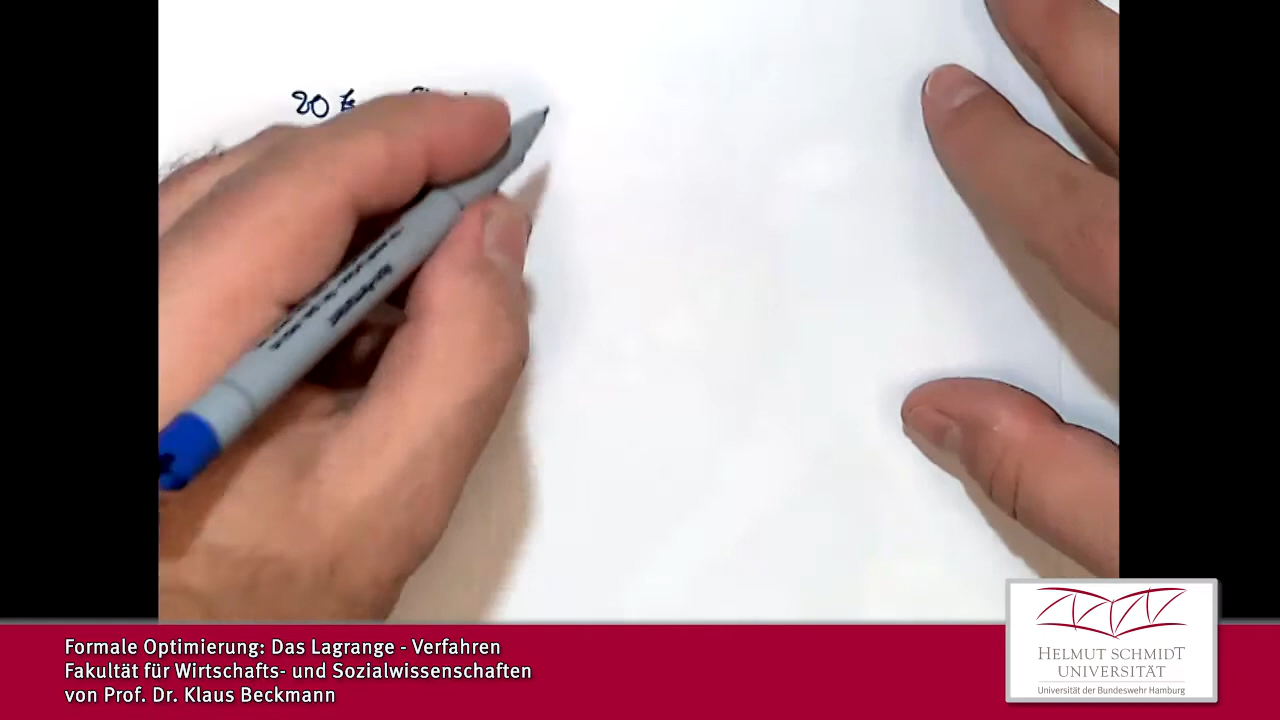 20
Formale Optimierung: Das Lagrange - Verfahren
Fakultät für Wirtschafts- und Sozialwissenschaften
von Prof. Dr. Klaus Beckmann
HELMUT SCHMIDT
UNIVERSITÄT
Universität der Bundeswehr Hamburg